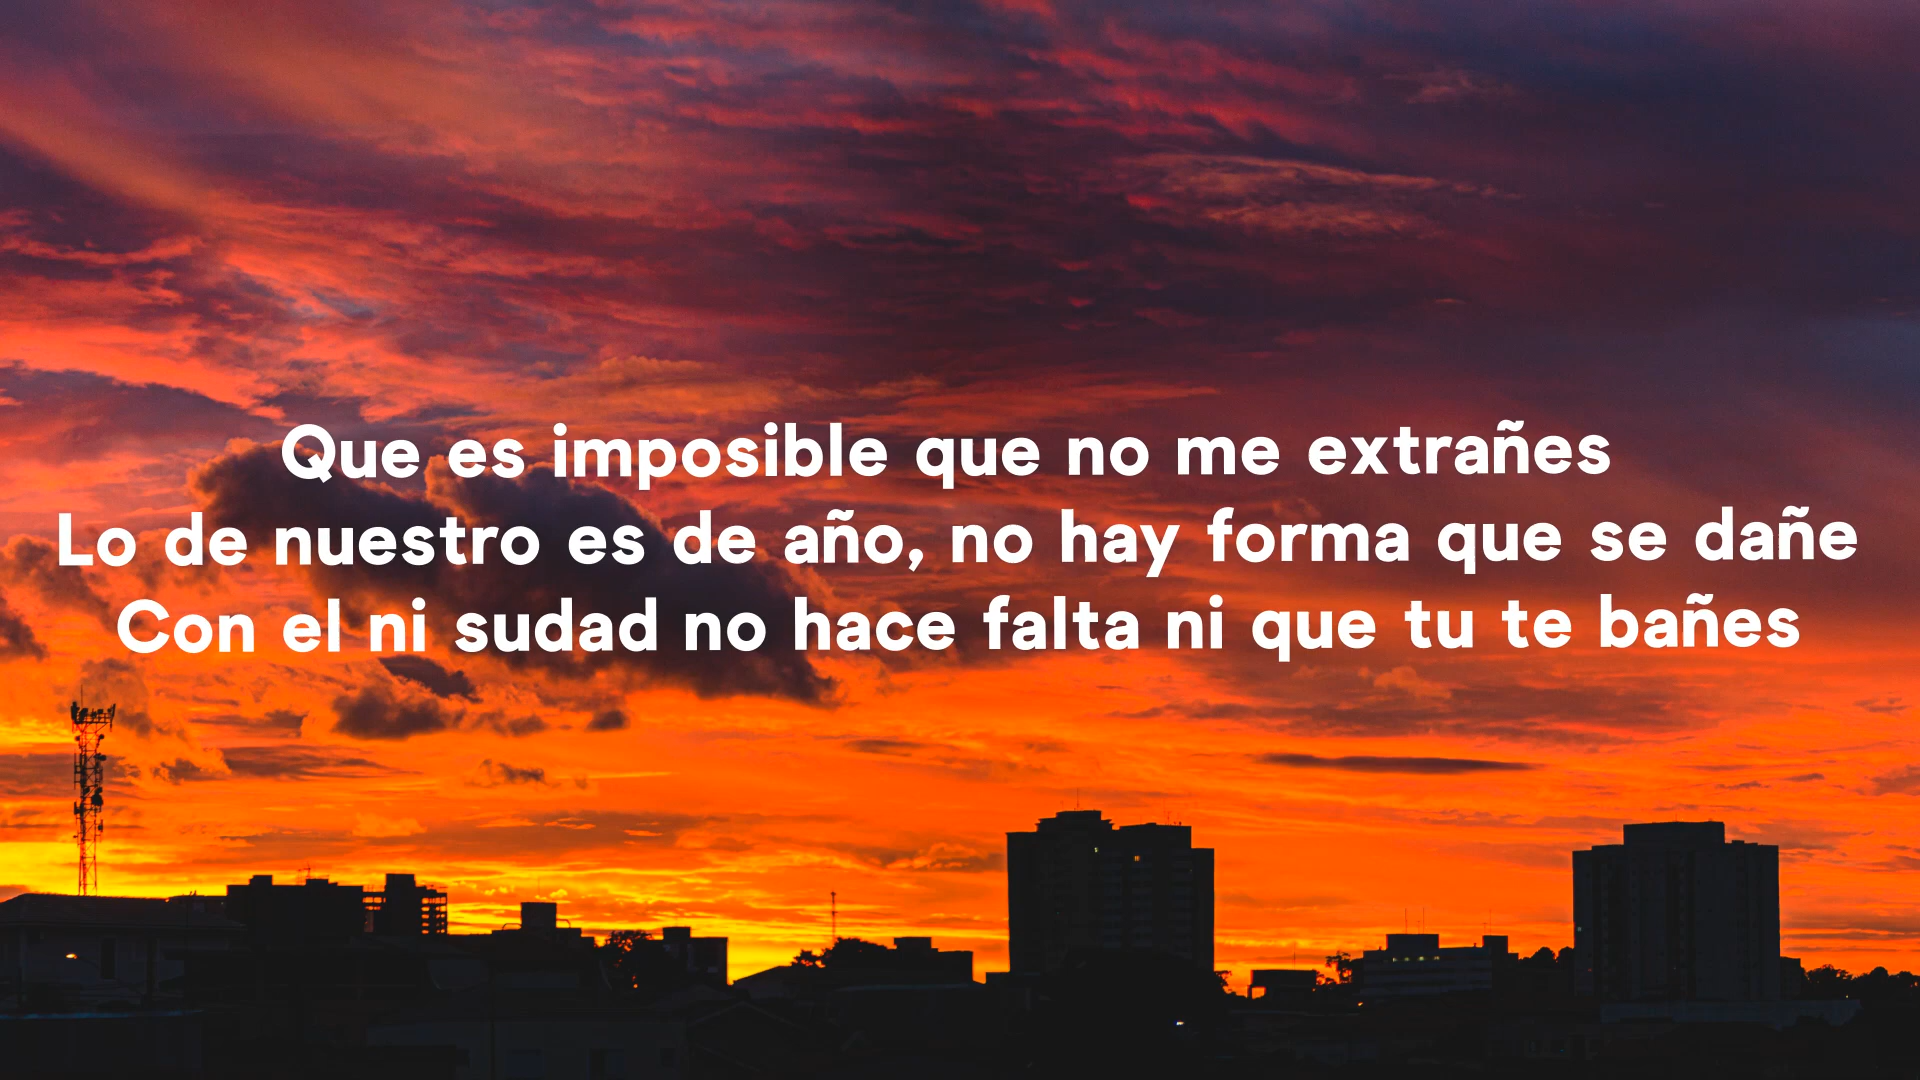 Que es imposible que no me extrañes
Lo de nuestro es de año, no hay forma que se dañe
Con el ni sudad no hace falta ni que tu te bañes